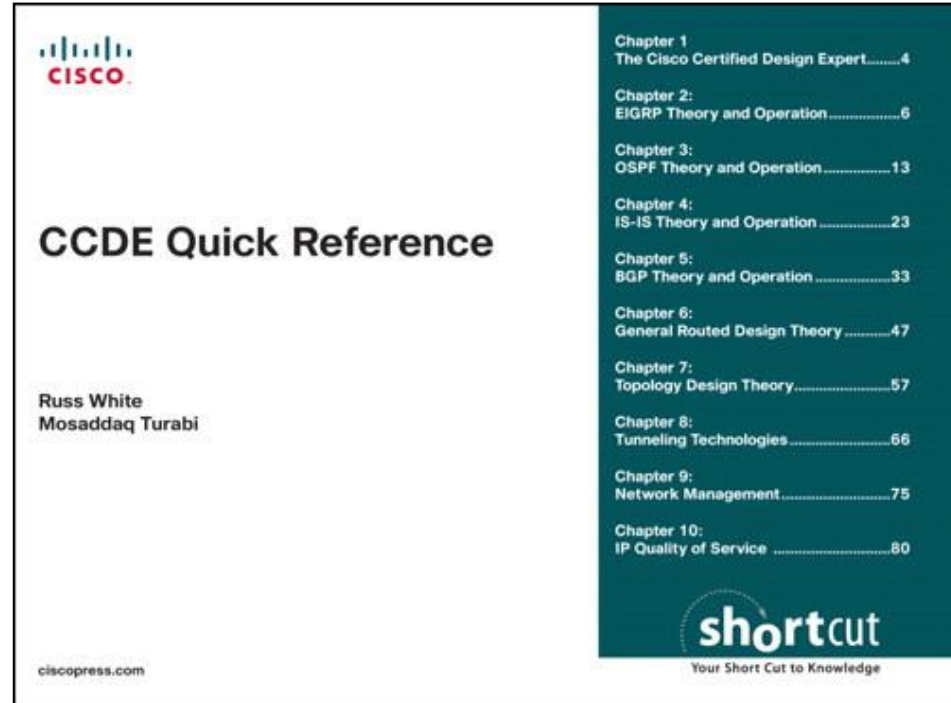 CISCO.
CCDE Quick Reference
Russ White
Mosaddaq Turabi
ciscopress.com
Chapter 1
The Cisco Certified Design Expert........4
Chapter 2:
EIGRP Theory and Operation.................6
Chapter 3:
OSPF Theory and Operation................13
Chapter 4:
IS-IS Theory and Operation.................23
Chapter 5:
BGP Theory and Operation..................33
Chapter 6:
General Routed Design Theory...........47
Chapter 7:
Topology Design Theory.....................57
Chapter 8:
Tunneling Technologies........................66
Chapter 9:
Network Management..........................75
Chapter 10:
IP Quality of Service ............................80
shortcut
Your Short Cut to Knowledge